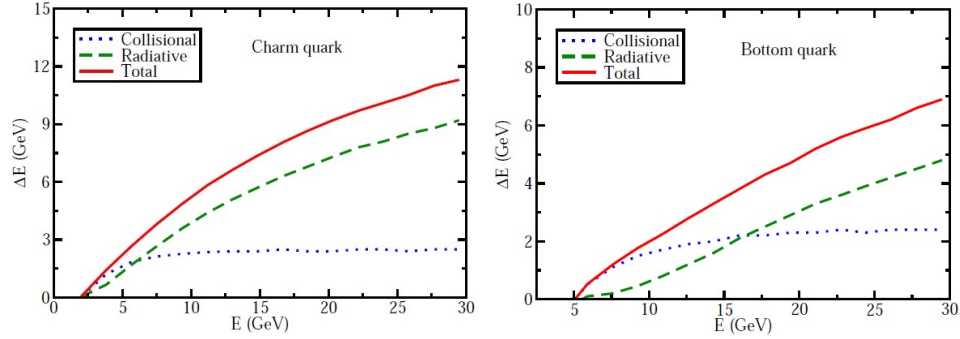 15
12
9
6
3
0
ΔE (GeV)
Collisional
Radiative
Total
Charm quark
0 5 10 15 20 25 30
E (GeV)
10
8
6
4
2
0
ΔE (GeV)
Collisional
Radiative
Total
Bottom quark
5 10 15 20 25 30
E (GeV)